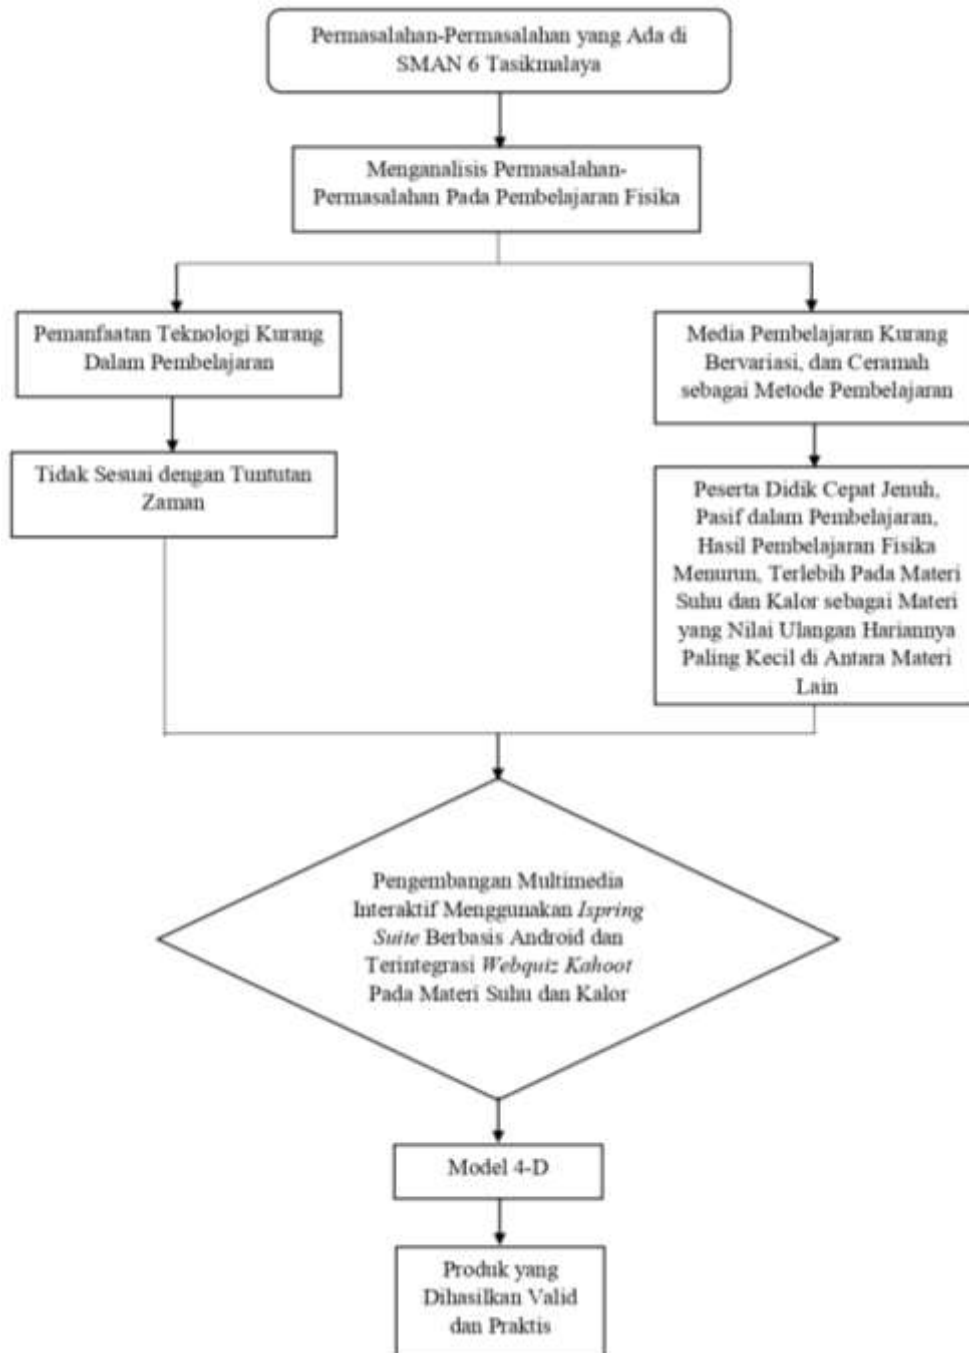 Permasalahan-Permasalahan yang Ada di
SMAN 6 Tasikmalaya
Menganalisis Permasalahan-
Permasalahan Pada Pembelajaran Fisika
Pemanfaatan Teknologi Kurang
Dalam Pembelajaran
Media Pembelajaran Kurang
Bervariasi, dan Ceramah
sebagai Metode Pembelajaran
Tidak Sesuai dengan Tuntutan
Zaman
Peserta Didik Cepat Jenuh,
Pasif dalam Pembelajaran,
Hasil Pembelajaran Fisika
Menurun, Terlebih Pada Materi
Suhu dan Kalor sebagai Materi
yang Nilai Ulangan Hariannya
Paling Kecil di Antara Materi
Lain
Pengembangan Multimedia
Interaktif Menggunakan Ispring
Suite Berbasis Android dan
Terintegrasi Webquiz Kahoot
Pada Materi Suhu dan Kalor
Model 4-D
Produk yang
Dihasilkan Valid
dan Praktis